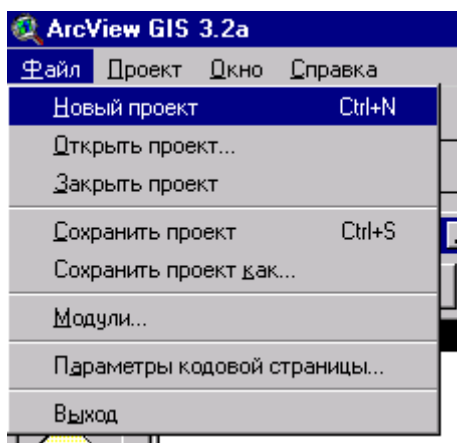 ArcView GIS 3.2a
Файл Проект Окно Справка
Новый проект Ctrl+N
Открыть проект...
Закрыть проект
Сохранить проект Ctrl+S
Сохранить проект как...
Модули...
Параметры кодовой страницы...
Выход